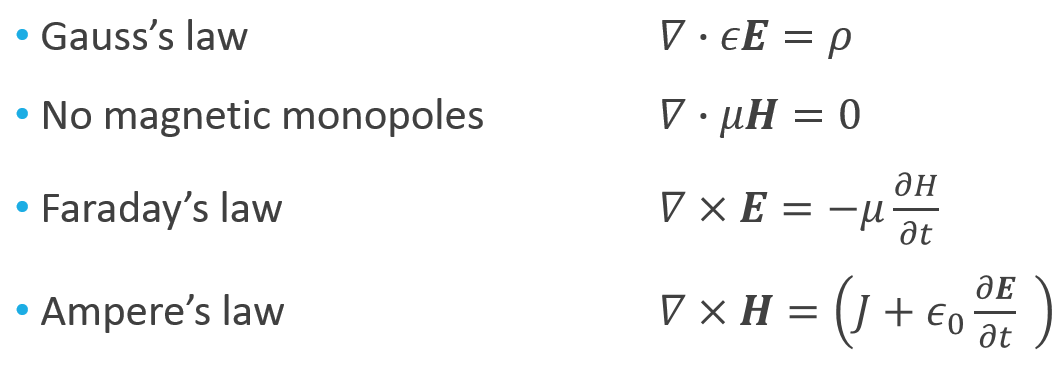 • Gauss’s law ∇ · ϵE = ρ
• No magnetic monopoles ∇ · μH = 0
• Faraday’s law ∇ × E = −μ ∂H/∂t
• Ampere’s law ∇ × H = (J + ϵ₀ ∂E/∂t )